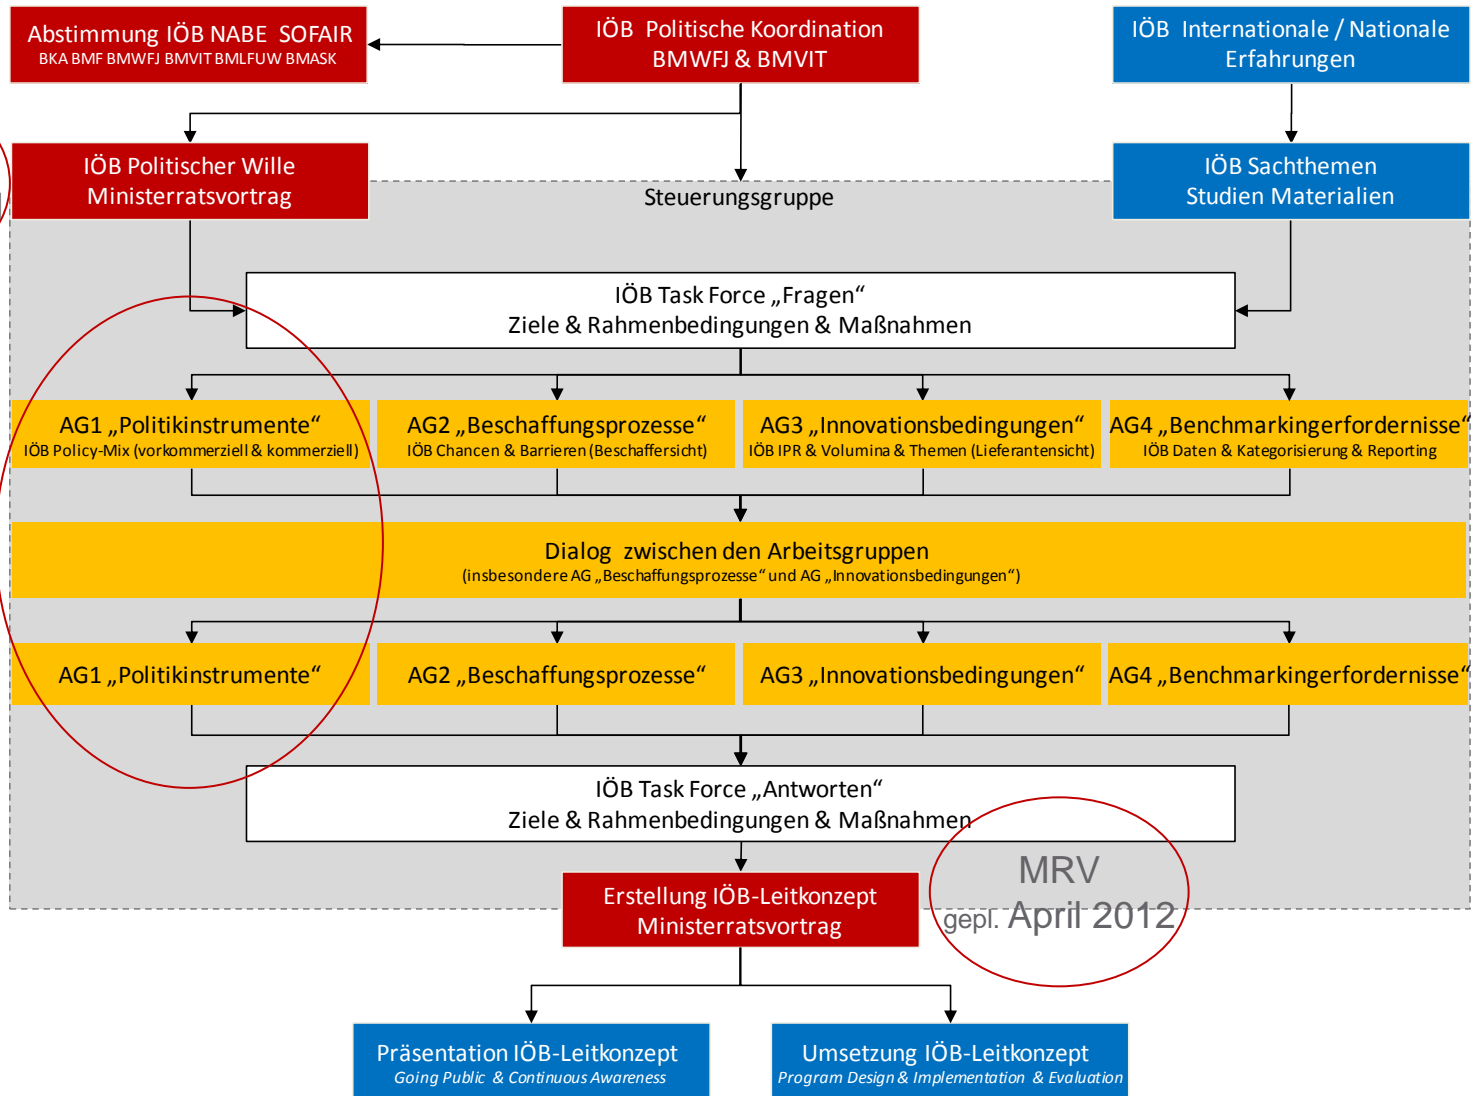 Abstimmung IÖB NABE SOFAIR
BKA BMF BMWFJ BMVIT BMLFUW BMASK
IÖB Politische Koordination
BMWFJ & BMVIT
IÖB Internationale / Nationale
Erfahrungen
IÖB Politischer Wille
Ministerratsvortrag
Steuerungsgruppe
IÖB Sachthemen
Studien Materialien
IÖB Task Force „Fragen“
Ziele & Rahmenbedingungen & Maßnahmen
AG1 „Politikinstrumente“
IÖB Policy-Mix (vorkommerziell & kommerziell)
AG2 „Beschaffungsprozesse“
IÖB Chancen & Barrieren (Beschaffersicht)
AG3 „Innovationsbedingungen“
IÖB IPR & Volumina & Themen (Lieferantensicht)
AG4 „Benchmarkingerfordernisse“
IÖB Daten & Kategorisierung & Reporting
Dialog zwischen den Arbeitsgruppen
(insbesondere AG „Beschaffungsprozesse“ und AG „Innovationsbedingungen“)
AG1 „Politikinstrumente“
AG2 „Beschaffungsprozesse“
AG3 „Innovationsbedingungen“
AG4 „Benchmarkingerfordernisse“
IÖB Task Force „Antworten“
Ziele & Rahmenbedingungen & Maßnahmen
MRV
gepl. April 2012
Erstellung IÖB-Leitkonzept
Ministerratsvortrag
Präsentation IÖB-Leitkonzept
Going Public & Continuous Awareness
Umsetzung IÖB-Leitkonzept
Program Design & Implementation & Evaluation